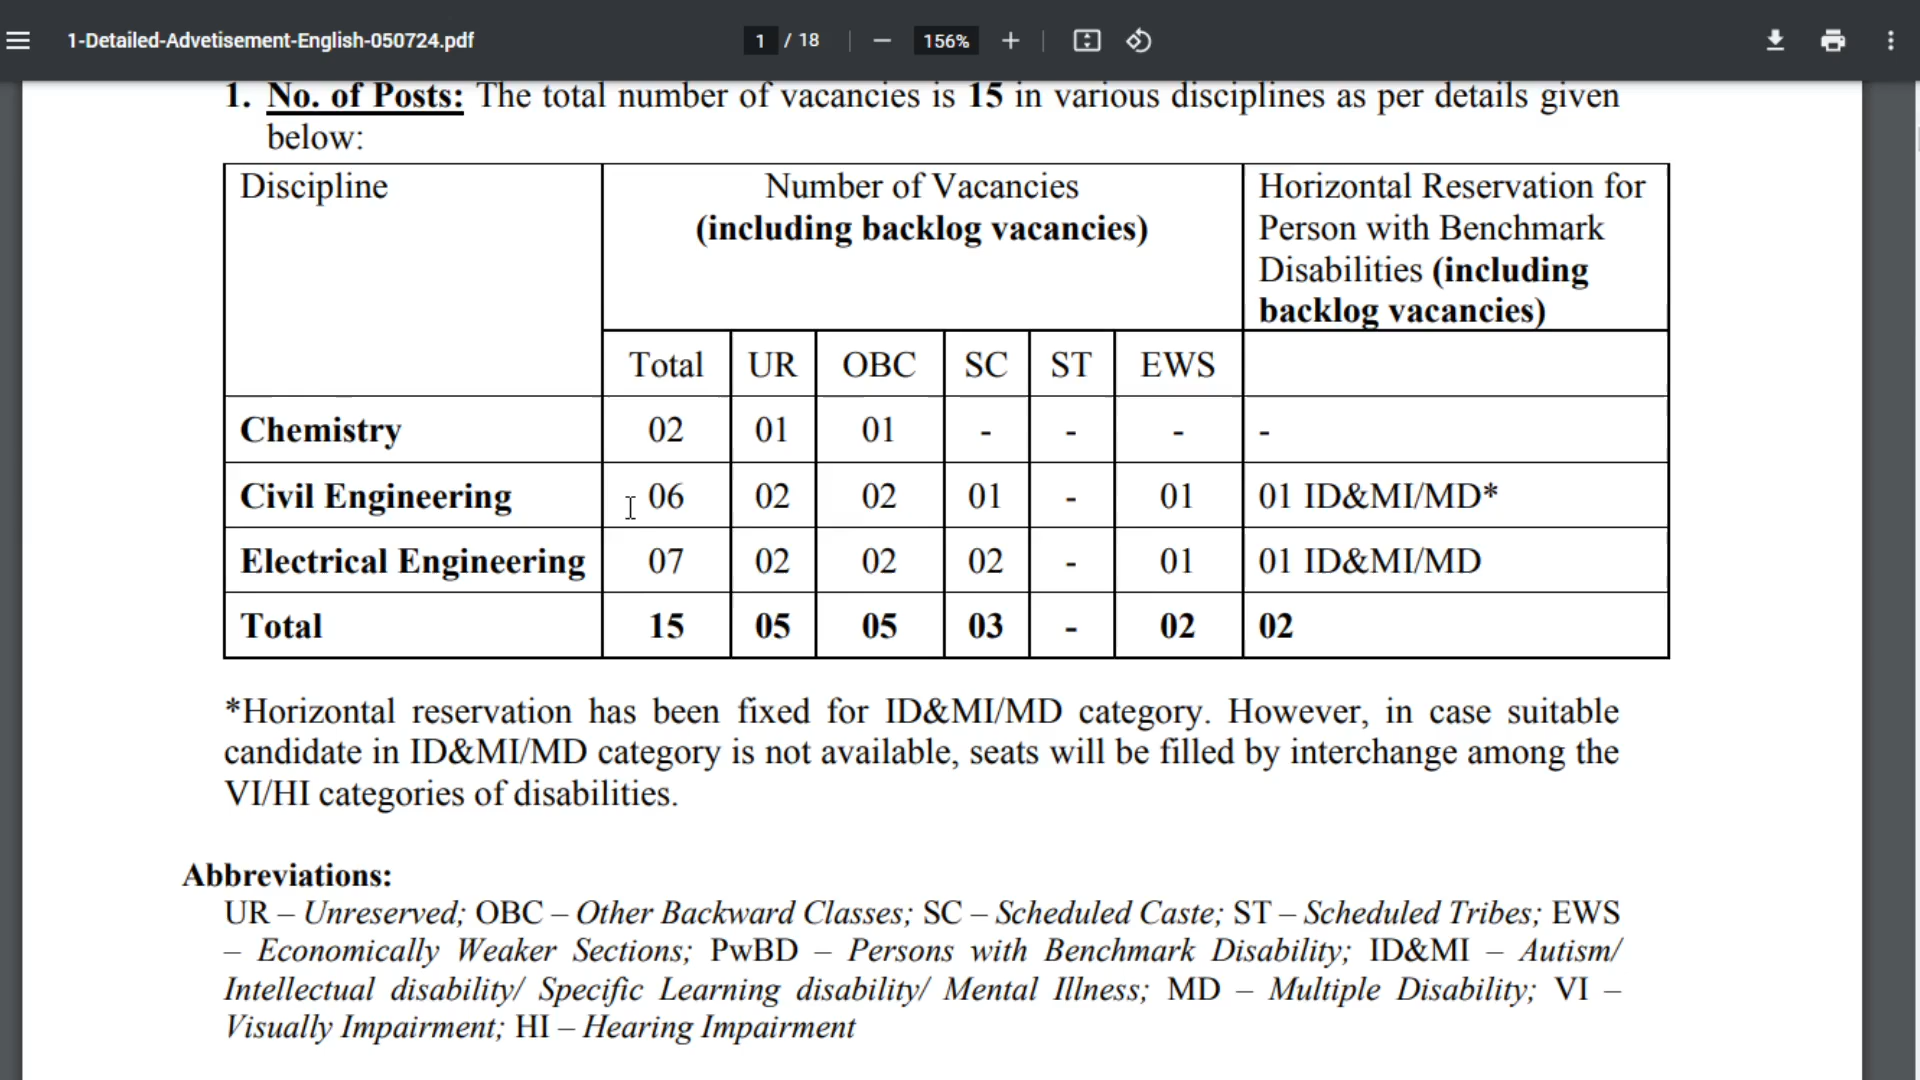 1-Detailed-Advetisement-English-050724.pdf
1 / 18
156%
1. No. of Posts: The total number of vacancies is 15 in various disciplines as per details given
below:
Discipline
Number of Vacancies
(including backlog vacancies)
Horizontal Reservation for
Person with Benchmark
Disabilities (including
backlog vacancies)
Total UR OBC SC ST EWS
Chemistry 02 01 01 - - - -
Civil Engineering 06 02 02 01 - 01 01 ID&MI/MD*
Electrical Engineering 07 02 02 02 - 01 01 ID&MI/MD
Total 15 05 05 03 - 02 02
*Horizontal reservation has been fixed for ID&MI/MD category. However, in case suitable
candidate in ID&MI/MD category is not available, seats will be filled by interchange among the
VI/HI categories of disabilities.
Abbreviations:
UR – Unreserved; OBC – Other Backward Classes; SC – Scheduled Caste; ST – Scheduled Tribes; EWS
– Economically Weaker Sections; PwBD – Persons with Benchmark Disability; ID&MI – Autism/
Intellectual disability/ Specific Learning disability/ Mental Illness; MD – Multiple Disability; VI –
Visually Impairment; HI – Hearing Impairment